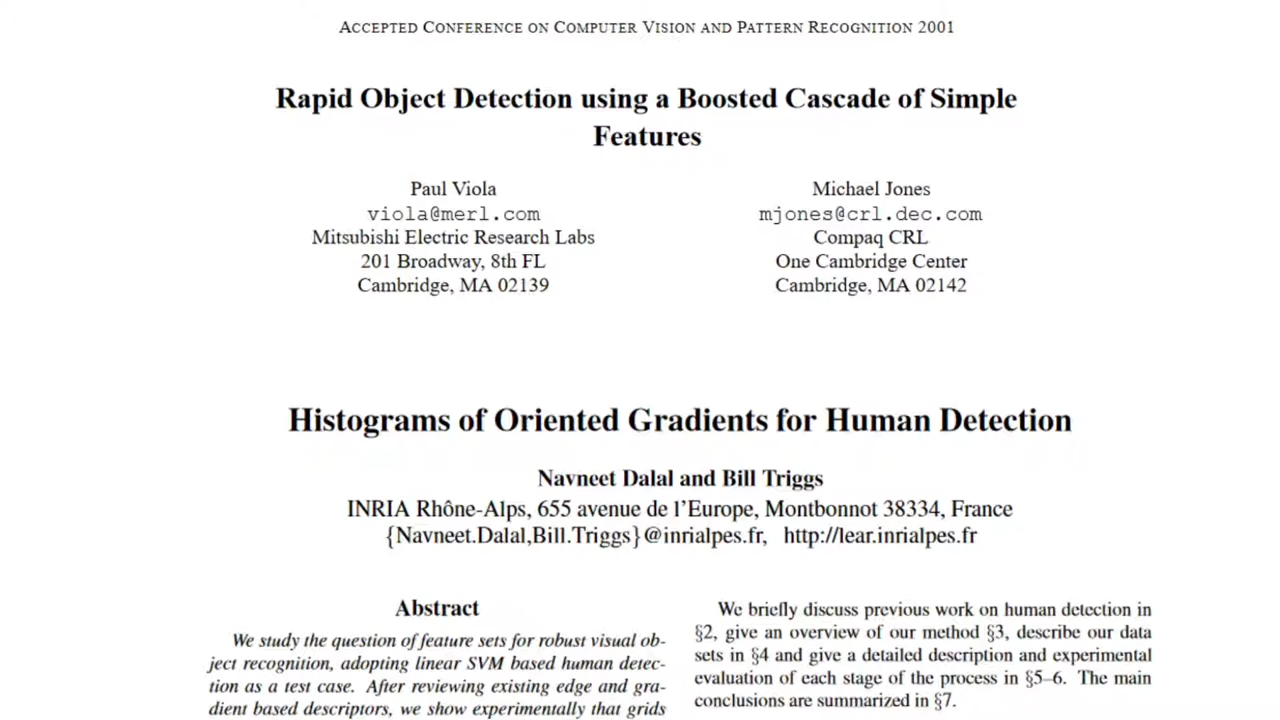 ACCEPTED CONFERENCE ON COMPUTER VISION AND PATTERN RECOGNITION 2001
Rapid Object Detection using a Boosted Cascade of Simple
Features
Paul Viola
viola@merl.com
Mitsubishi Electric Research Labs
201 Broadway, 8th FL
Cambridge, MA 02139
Michael Jones
mjones@crl.dec.com
Compaq CRL
One Cambridge Center
Cambridge, MA 02142
Histograms of Oriented Gradients for Human Detection
Navneet Dalal and Bill Triggs
INRIA Rhône-Alps, 655 avenue de l'Europe, Montbonnot 38334, France
{Navneet.Dalal,Bill.Triggs}@inrialpes.fr, http://lear.inrialpes.fr
Abstract
We study the question of feature sets for robust visual ob-
ject recognition, adopting linear SVM based human detec-
tion as a test case. After reviewing existing edge and gra-
dient based descriptors, we show experimentally that grids
We briefly discuss previous work on human detection in
§2, give an overview of our method §3, describe our data
sets in §4 and give a detailed description and experimental
evaluation of each stage of the process in §5–6. The main
conclusions are summarized in §7.